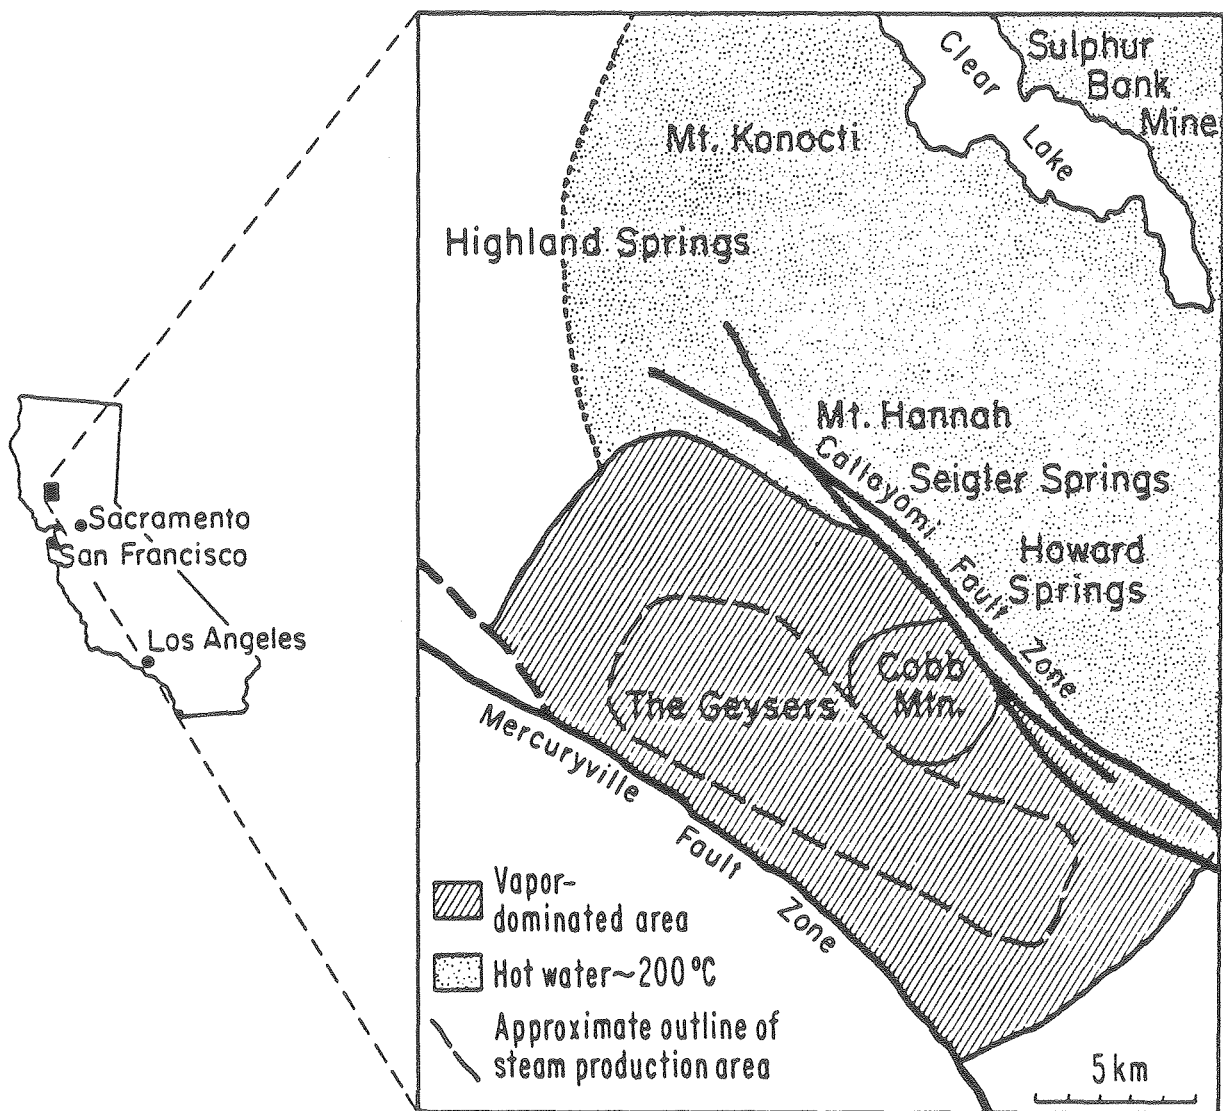 Clear
Lake
Sulphur
Bank
Mine
Mt. Konocti
Highland Springs
Mt. Hannah
Collayomi Fault Zone
Seigler Springs
Howard
Springs
Sacramento
San Francisco
Los Angeles
The Geysers
Cobb
Mtn.
Mercuryville Fault Zone
Vapor-
dominated area
Hot water~200°C
Approximate outline of
steam production area
5 km